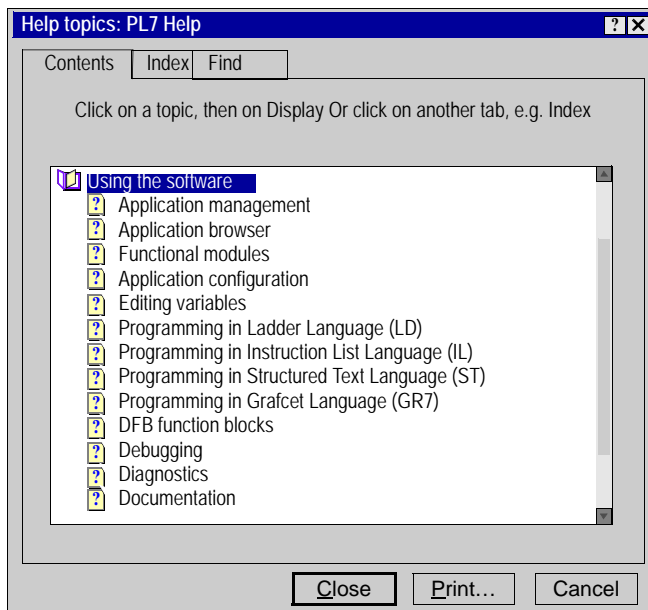 Help topics: PL7 Help ?
Contents Index Find
Click on a topic, then on Display Or click on another tab, e.g. Index
Using the software
? Application management
? Application browser
? Functional modules
? Application configuration
? Editing variables
? Programming in Ladder Language (LD)
? Programming in Instruction List Language (IL)
? Programming in Structured Text Language (ST)
? Programming in Grafcet Language (GR7)
? DFB function blocks
? Debugging
? Diagnostics
? Documentation
Close Print... Cancel